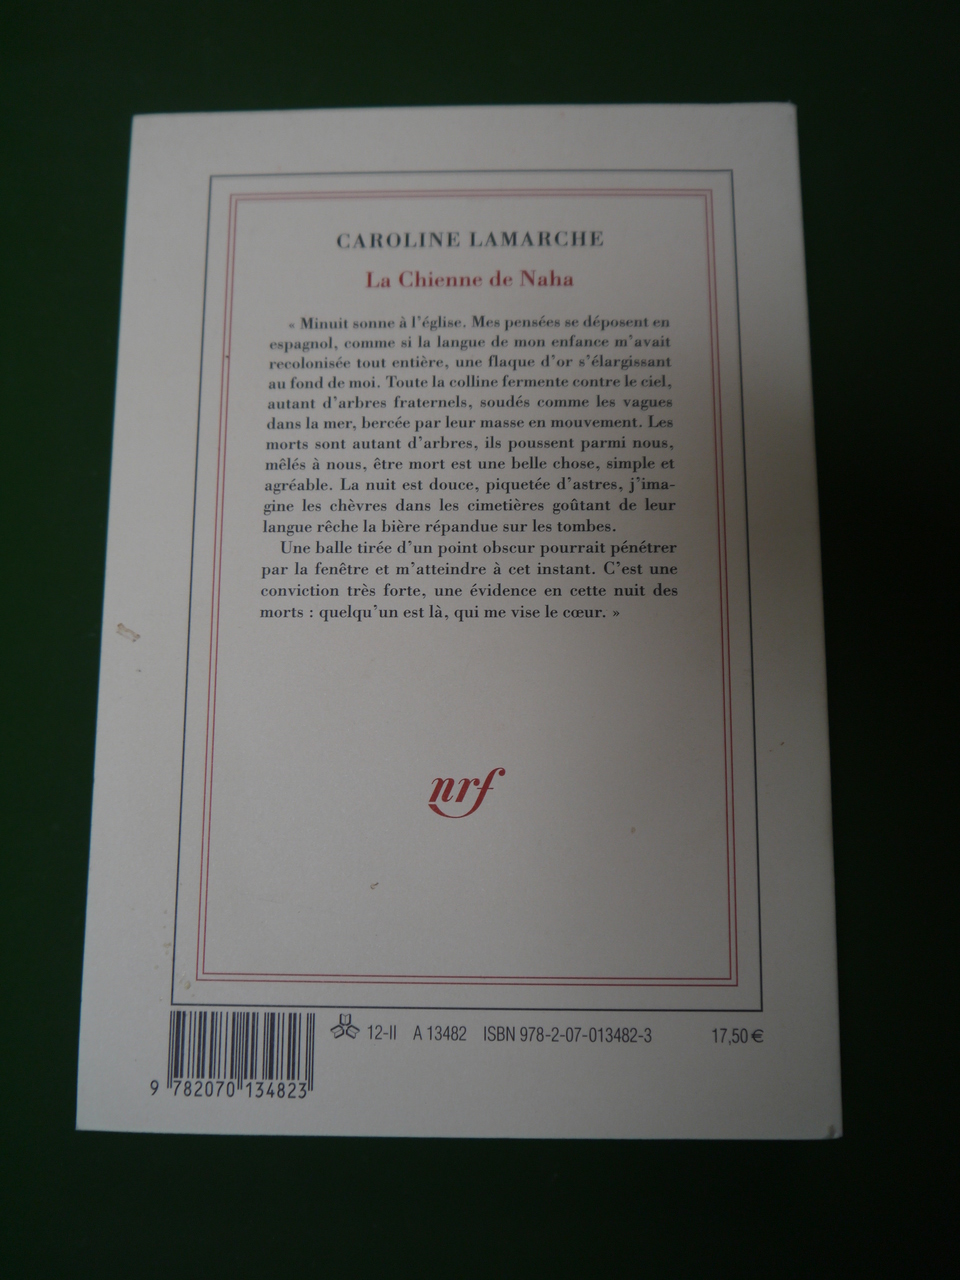 CAROLINE LAMARCHE
La Chienne de Naha
« Minuit sonne à l'église. Mes pensées se déposent en
espagnol, comme si la langue de mon enfance m'avait
recolonisée tout entière, une flaque d'or s'élargissant
au fond de moi. Toute la colline fermente contre le ciel,
autant d'arbres fraternels, soudés comme les vagues
dans la mer, bercée par leur masse en mouvement. Les
morts sont autant d'arbres, ils poussent parmi nous,
mêlés à nous, être mort est une belle chose, simple et
agréable. La nuit est douce, piquetée d'astres, j'ima-
gine les chèvres dans les cimetières goûtant de leur
langue rêche la bière répandue sur les tombes.
Une balle tirée d'un point obscur pourrait pénétrer
par la fenêtre et m'atteindre à cet instant. C'est une
conviction très forte, une évidence en cette nuit des
morts : quelqu'un est là, qui me vise le cœur. »
nrf
12-II A 13482 ISBN 978-2-07-013482-3 17,50 €
9 782070 134823